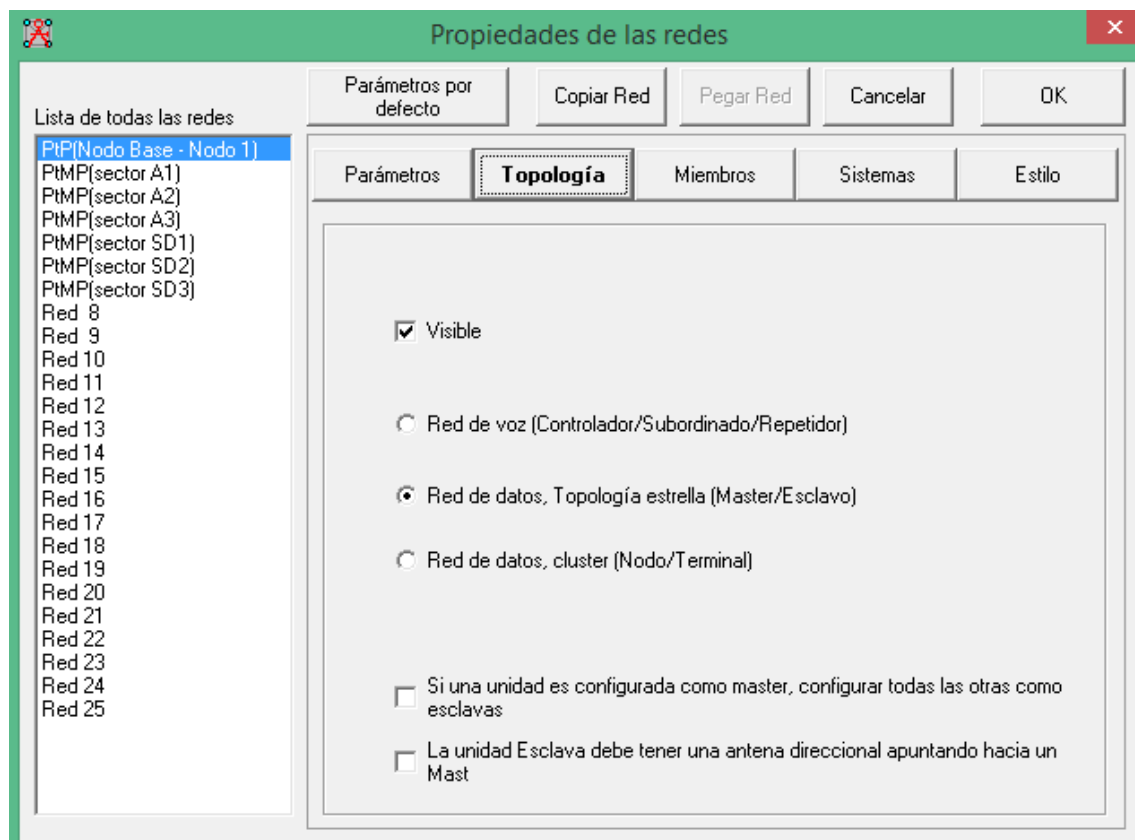 Propiedades de las redes
Lista de todas las redes
PtP(Nodo Base - Nodo 1)
PtMP(sector A1)
PtMP(sector A2)
PtMP(sector A3)
PtMP(sector SD1)
PtMP(sector SD2)
PtMP(sector SD3)
Red 8
Red 9
Red 10
Red 11
Red 12
Red 13
Red 14
Red 15
Red 16
Red 17
Red 18
Red 19
Red 20
Red 21
Red 22
Red 23
Red 24
Red 25
Parámetros por
defecto
Copiar Red
Pegar Red
Cancelar
OK
Parámetros
Topología
Miembros
Sistemas
Estilo
Visible
Red de voz (Controlador/Subordinado/Repetidor)
Red de datos, Topología estrella (Master/Esclavo)
Red de datos, cluster (Nodo/Terminal)
Si una unidad es configurada como master, configurar todas las otras como
esclavas
La unidad Esclava debe tener una antena direccional apuntando hacia un
Mast